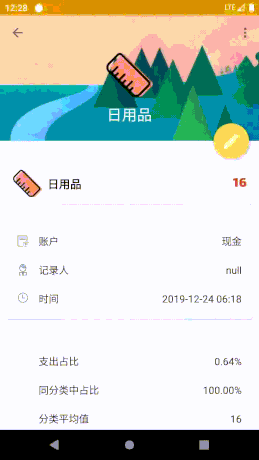 12:28
LTE
日用品
日用品 16
账户 现金
记录人 null
时间 2019-12-24 06:18
支出占比 0.64%
同分类中占比 100.00%
分类平均值 16